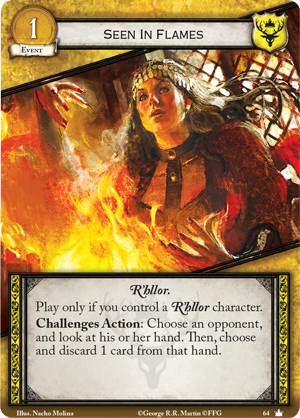 1
EVENT
SEEN IN FLAMES
R'hllor.
Play only if you control a R'hllor character.
Challenges Action: Choose an opponent,
and look at his or her hand. Then, choose
and discard 1 card from that hand.
Illus. Nacho Molina
©George R.R. Martin ©FFG
64